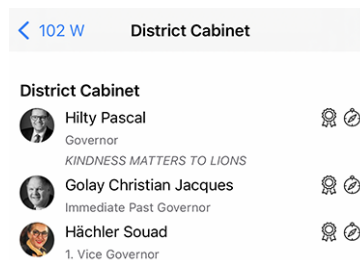 102 W District Cabinet
District Cabinet
Hilty Pascal
Governor
KINDNESS MATTERS TO LIONS
Golay Christian Jacques
Immediate Past Governor
Hächler Souad
1. Vice Governor